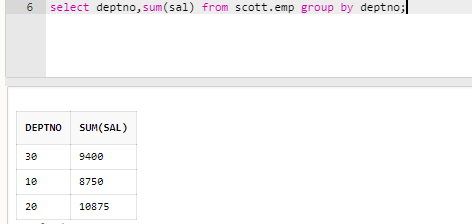 6 select deptno,sum(sal) from scott.emp group by deptno;
DEPTNO SUM(SAL)
30 9400
10 8750
20 10875